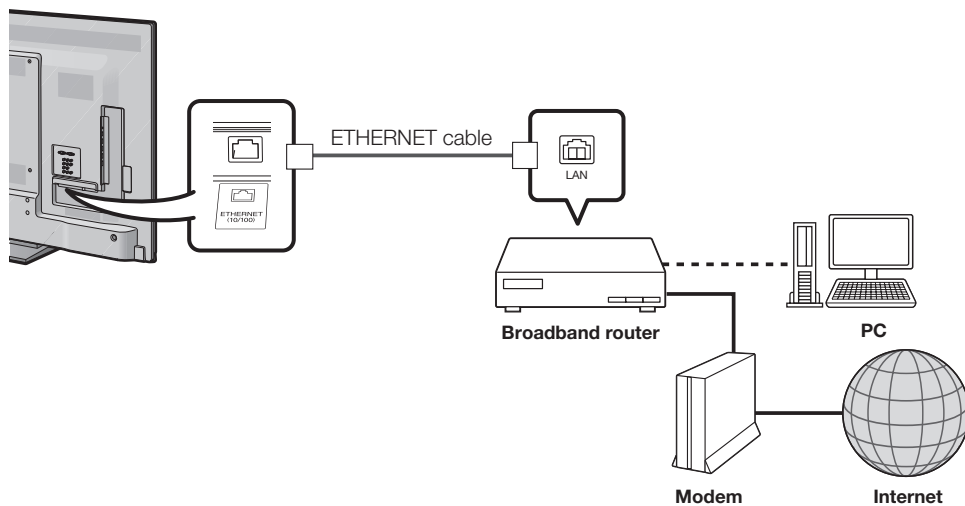 ETHERNET cable
LAN
ETHERNET
(10/100)
Broadband router
PC
Modem
Internet